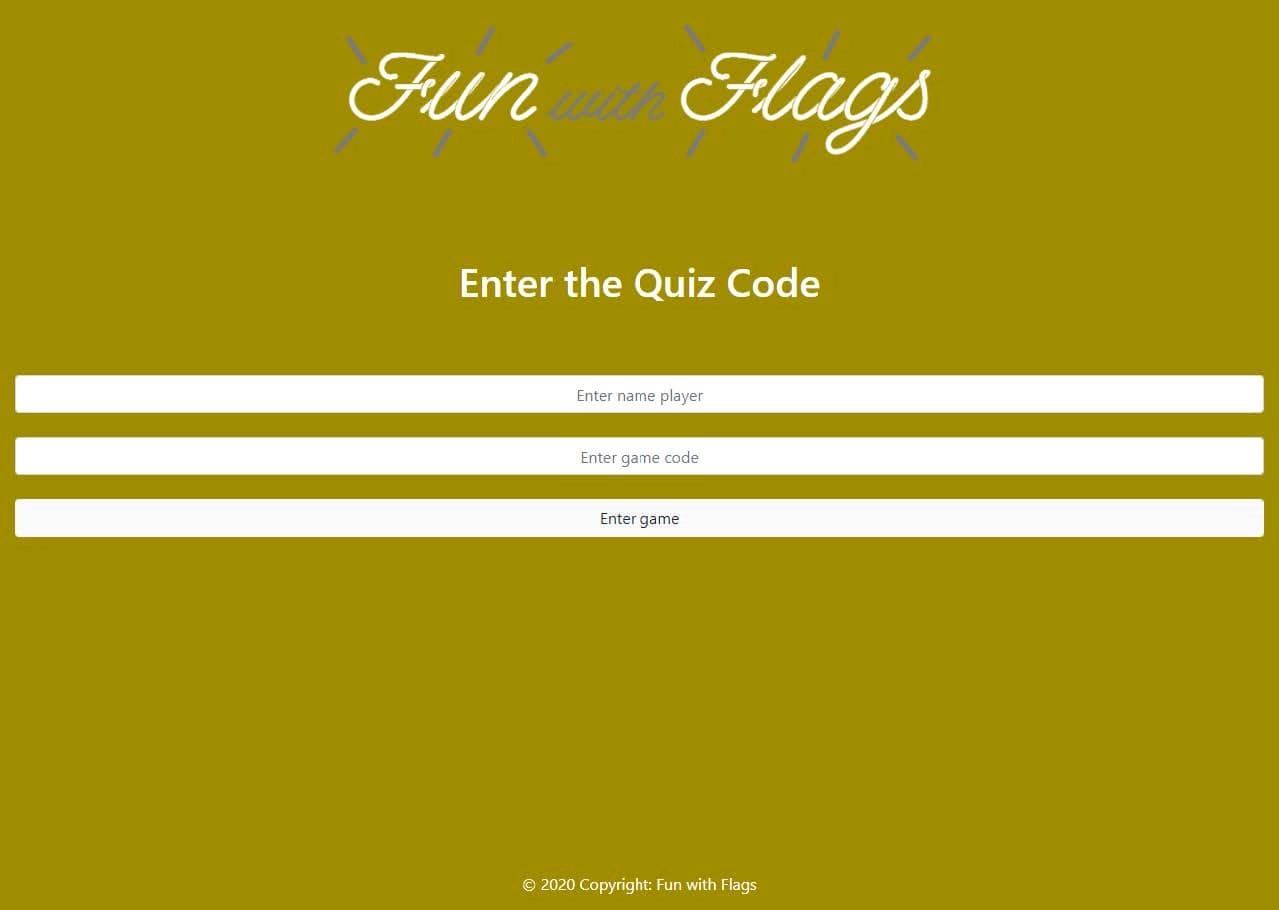 Fun with Flags
Enter the Quiz Code
Enter name player
Enter game code
Enter game
© 2020 Copyright: Fun with Flags